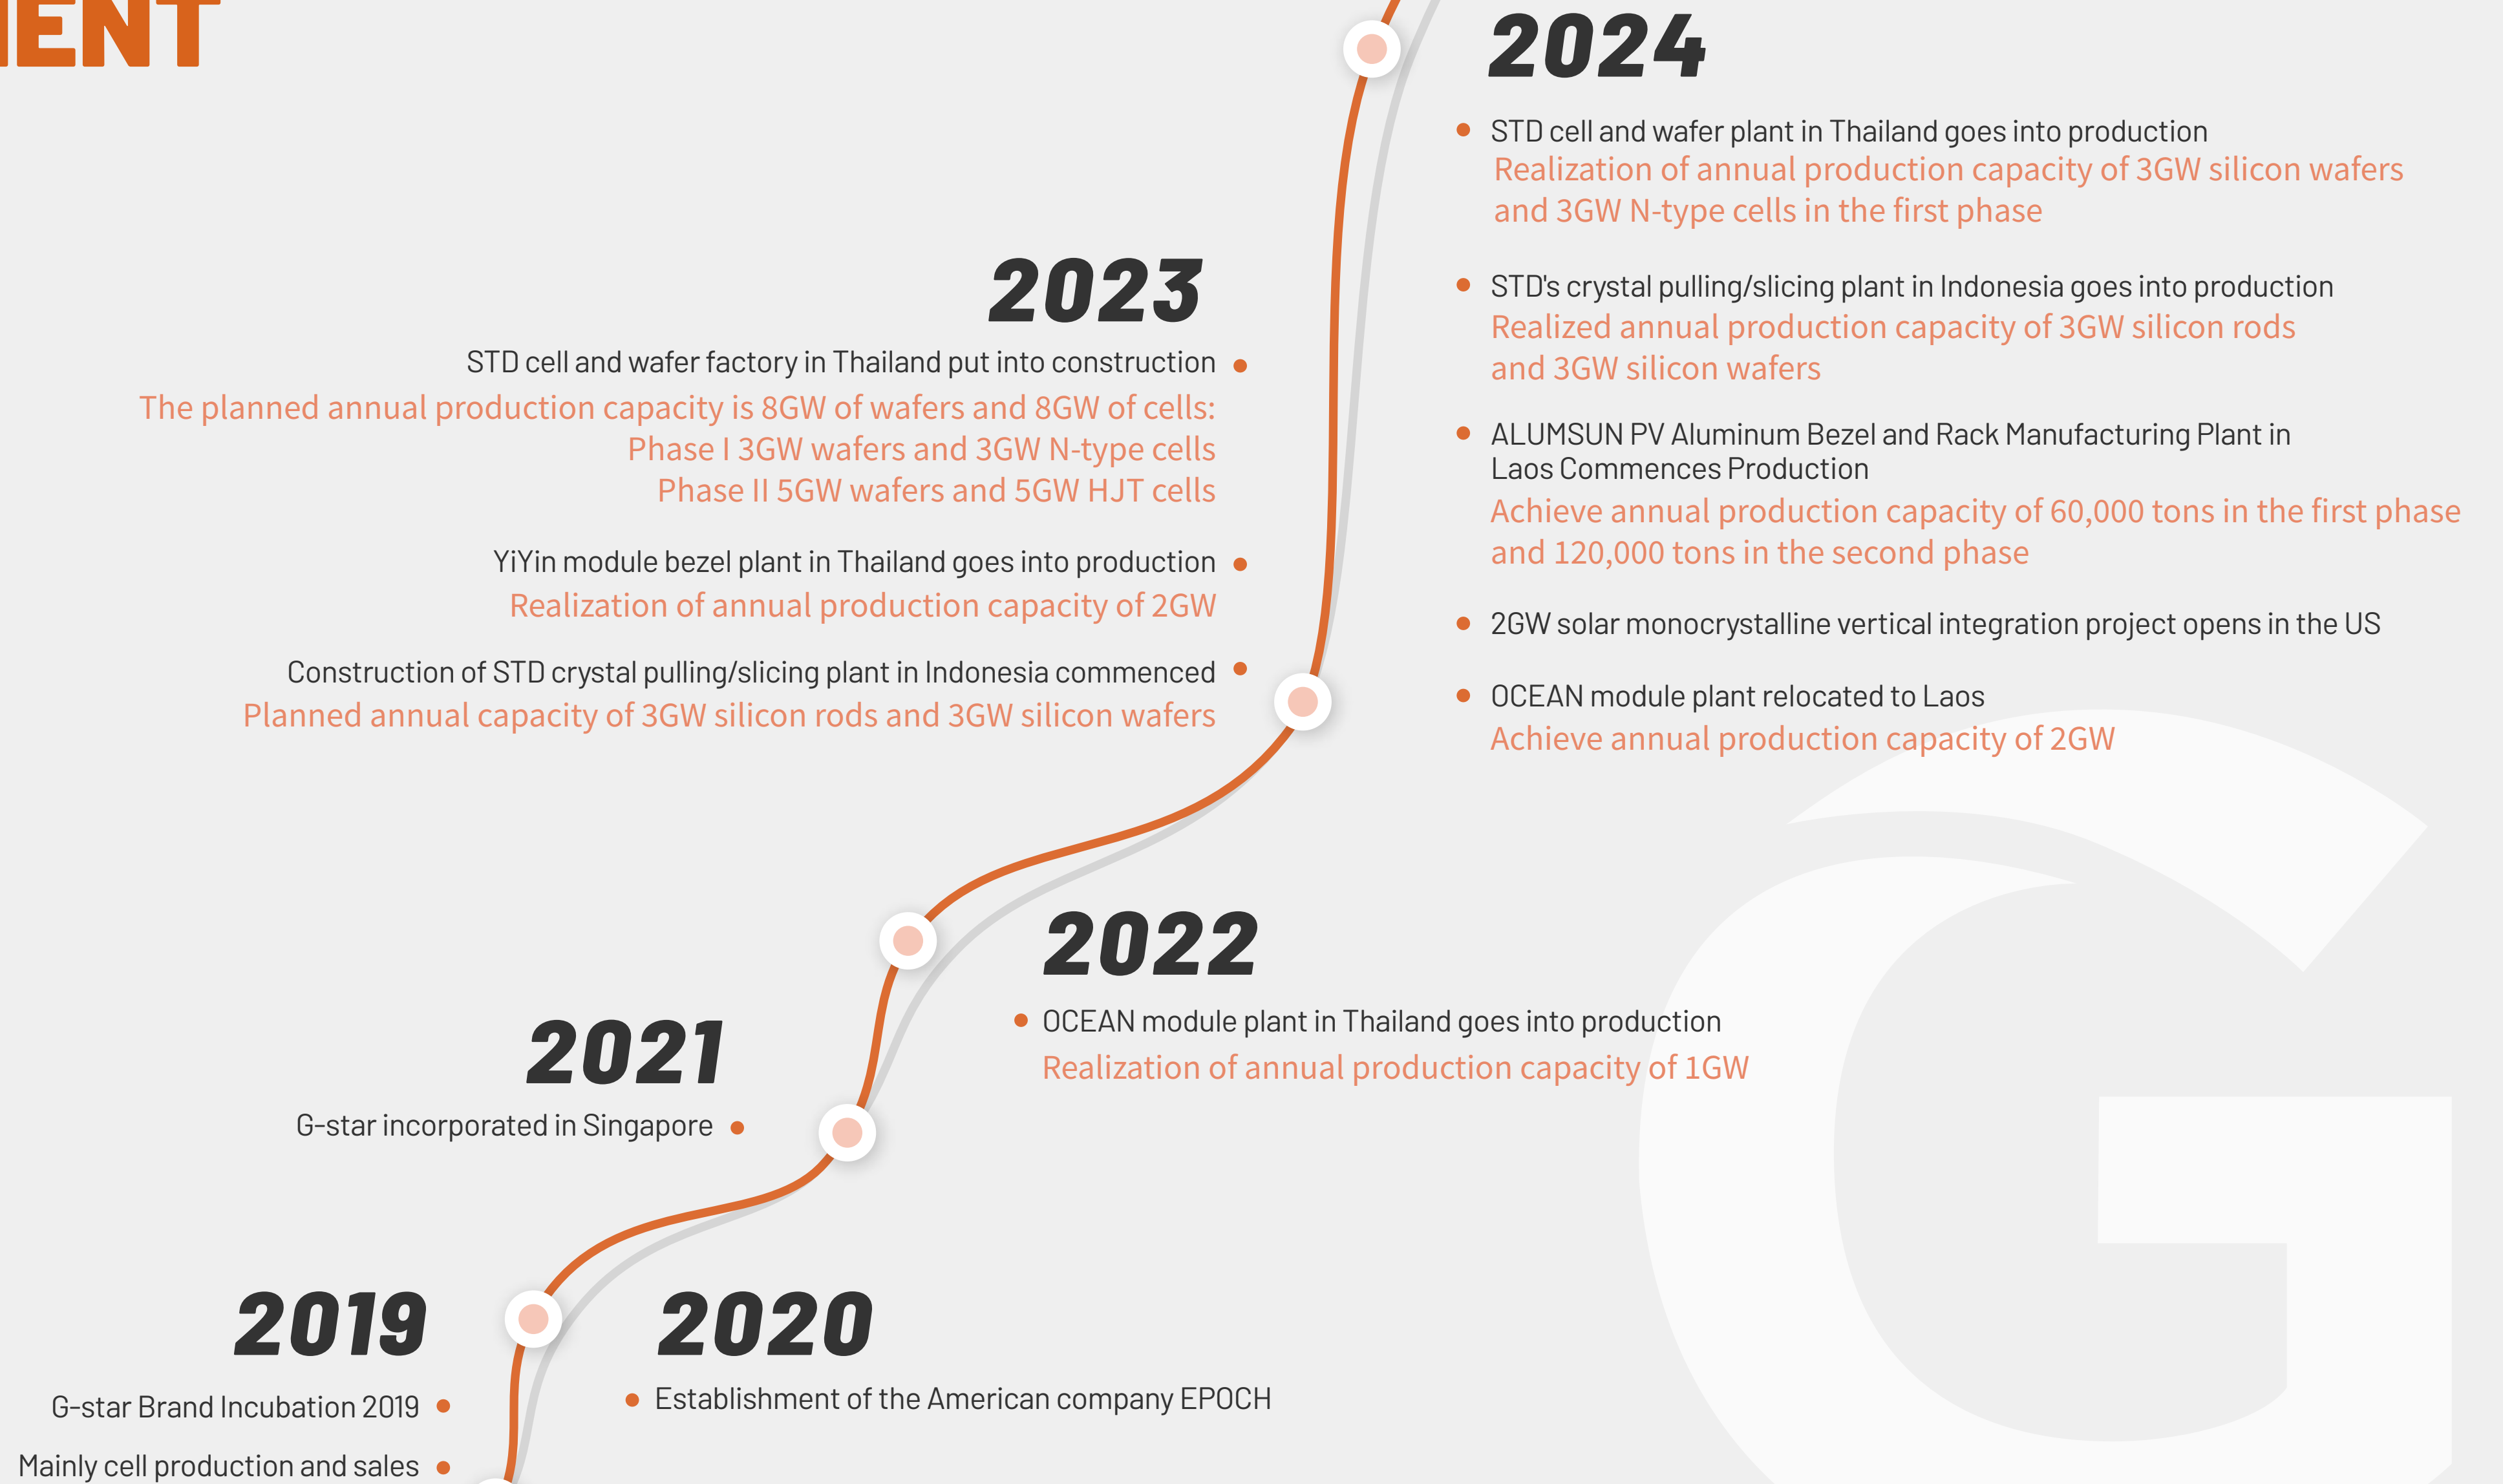 ENT
2024
STD cell and wafer plant in Thailand goes into production
Realization of annual production capacity of 3GW silicon wafers
and 3GW N-type cells in the first phase
STD's crystal pulling/slicing plant in Indonesia goes into production
Realized annual production capacity of 3GW silicon rods
and 3GW silicon wafers
ALUMSUN PV Aluminum Bezel and Rack Manufacturing Plant in
Laos Commences Production
Achieve annual production capacity of 60,000 tons in the first phase
and 120,000 tons in the second phase
2GW solar monocrystalline vertical integration project opens in the US
OCEAN module plant relocated to Laos
Achieve annual production capacity of 2GW
2023
STD cell and wafer factory in Thailand put into construction
The planned annual production capacity is 8GW of wafers and 8GW of cells:
Phase I 3GW wafers and 3GW N-type cells
Phase II 5GW wafers and 5GW HJT cells
YiYin module bezel plant in Thailand goes into production
Realization of annual production capacity of 2GW
Construction of STD crystal pulling/slicing plant in Indonesia commenced
Planned annual capacity of 3GW silicon rods and 3GW silicon wafers
2022
OCEAN module plant in Thailand goes into production
Realization of annual production capacity of 1GW
2021
G-star incorporated in Singapore
2020
Establishment of the American company EPOCH
2019
G-star Brand Incubation 2019
Mainly cell production and sales
G